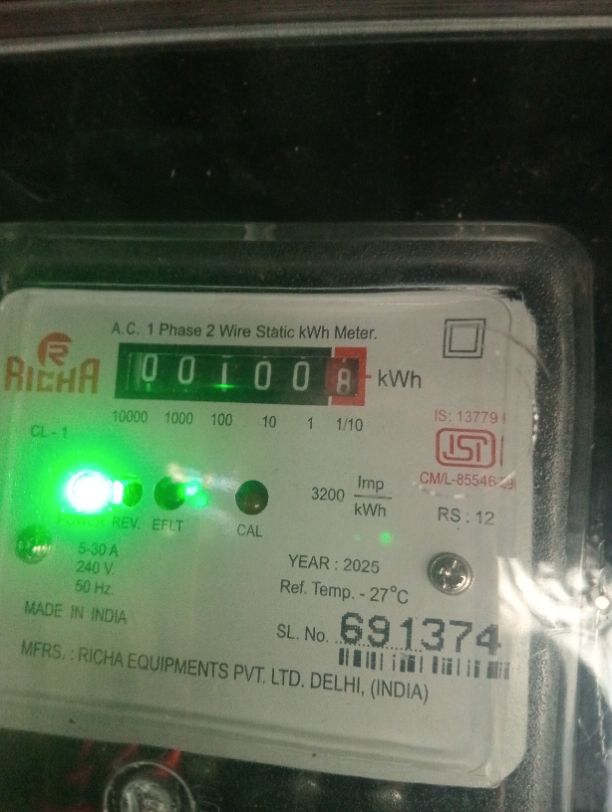 A.C. 1 Phase 2 Wire Static kWh Meter.
RICHA
001008 kWh
10000 1000 100 10 1 1/10
CL - 1
IS: 13779
ISI
CM/L-85546
3200 Imp/kWh
RS : 12
POWER REV. EFLT CAL
5-30 A
240 V.
50 Hz.
YEAR : 2025
Ref. Temp. - 27°C
MADE IN INDIA
SL. No. 691374
MFRS. : RICHA EQUIPMENTS PVT. LTD. DELHI, (INDIA)